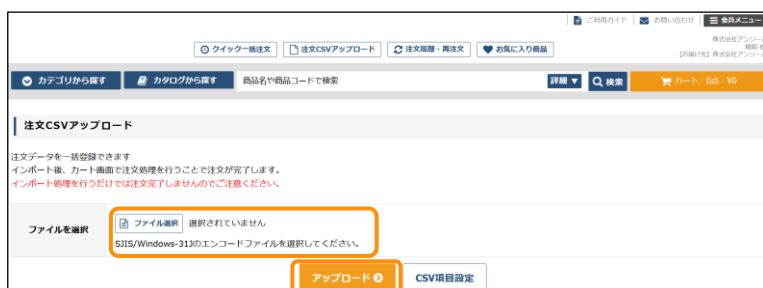 ご利用ガイド お問い合わせ 会員メニュー
クイック一括注文 注文CSVアップロード 注文履歴・再注文 お気に入り商品
株式会社アンソー
【お届け先】株式会社アンソー
カテゴリから探す カタログから探す 商品名や商品コードで検索 詳細 ▼ 検索 カート／0点／¥0
注文CSVアップロード
注文データを一括登録できます
インポート後、カート画面で注文処理を行うことで注文が完了します。
インポート処理を行うだけでは注文完了しませんのでご注意ください。
ファイルを選択 ファイル選択 選択されていません
SJIS/Windows-31Jのエンコードファイルを選択してください。
アップロード CSV項目設定